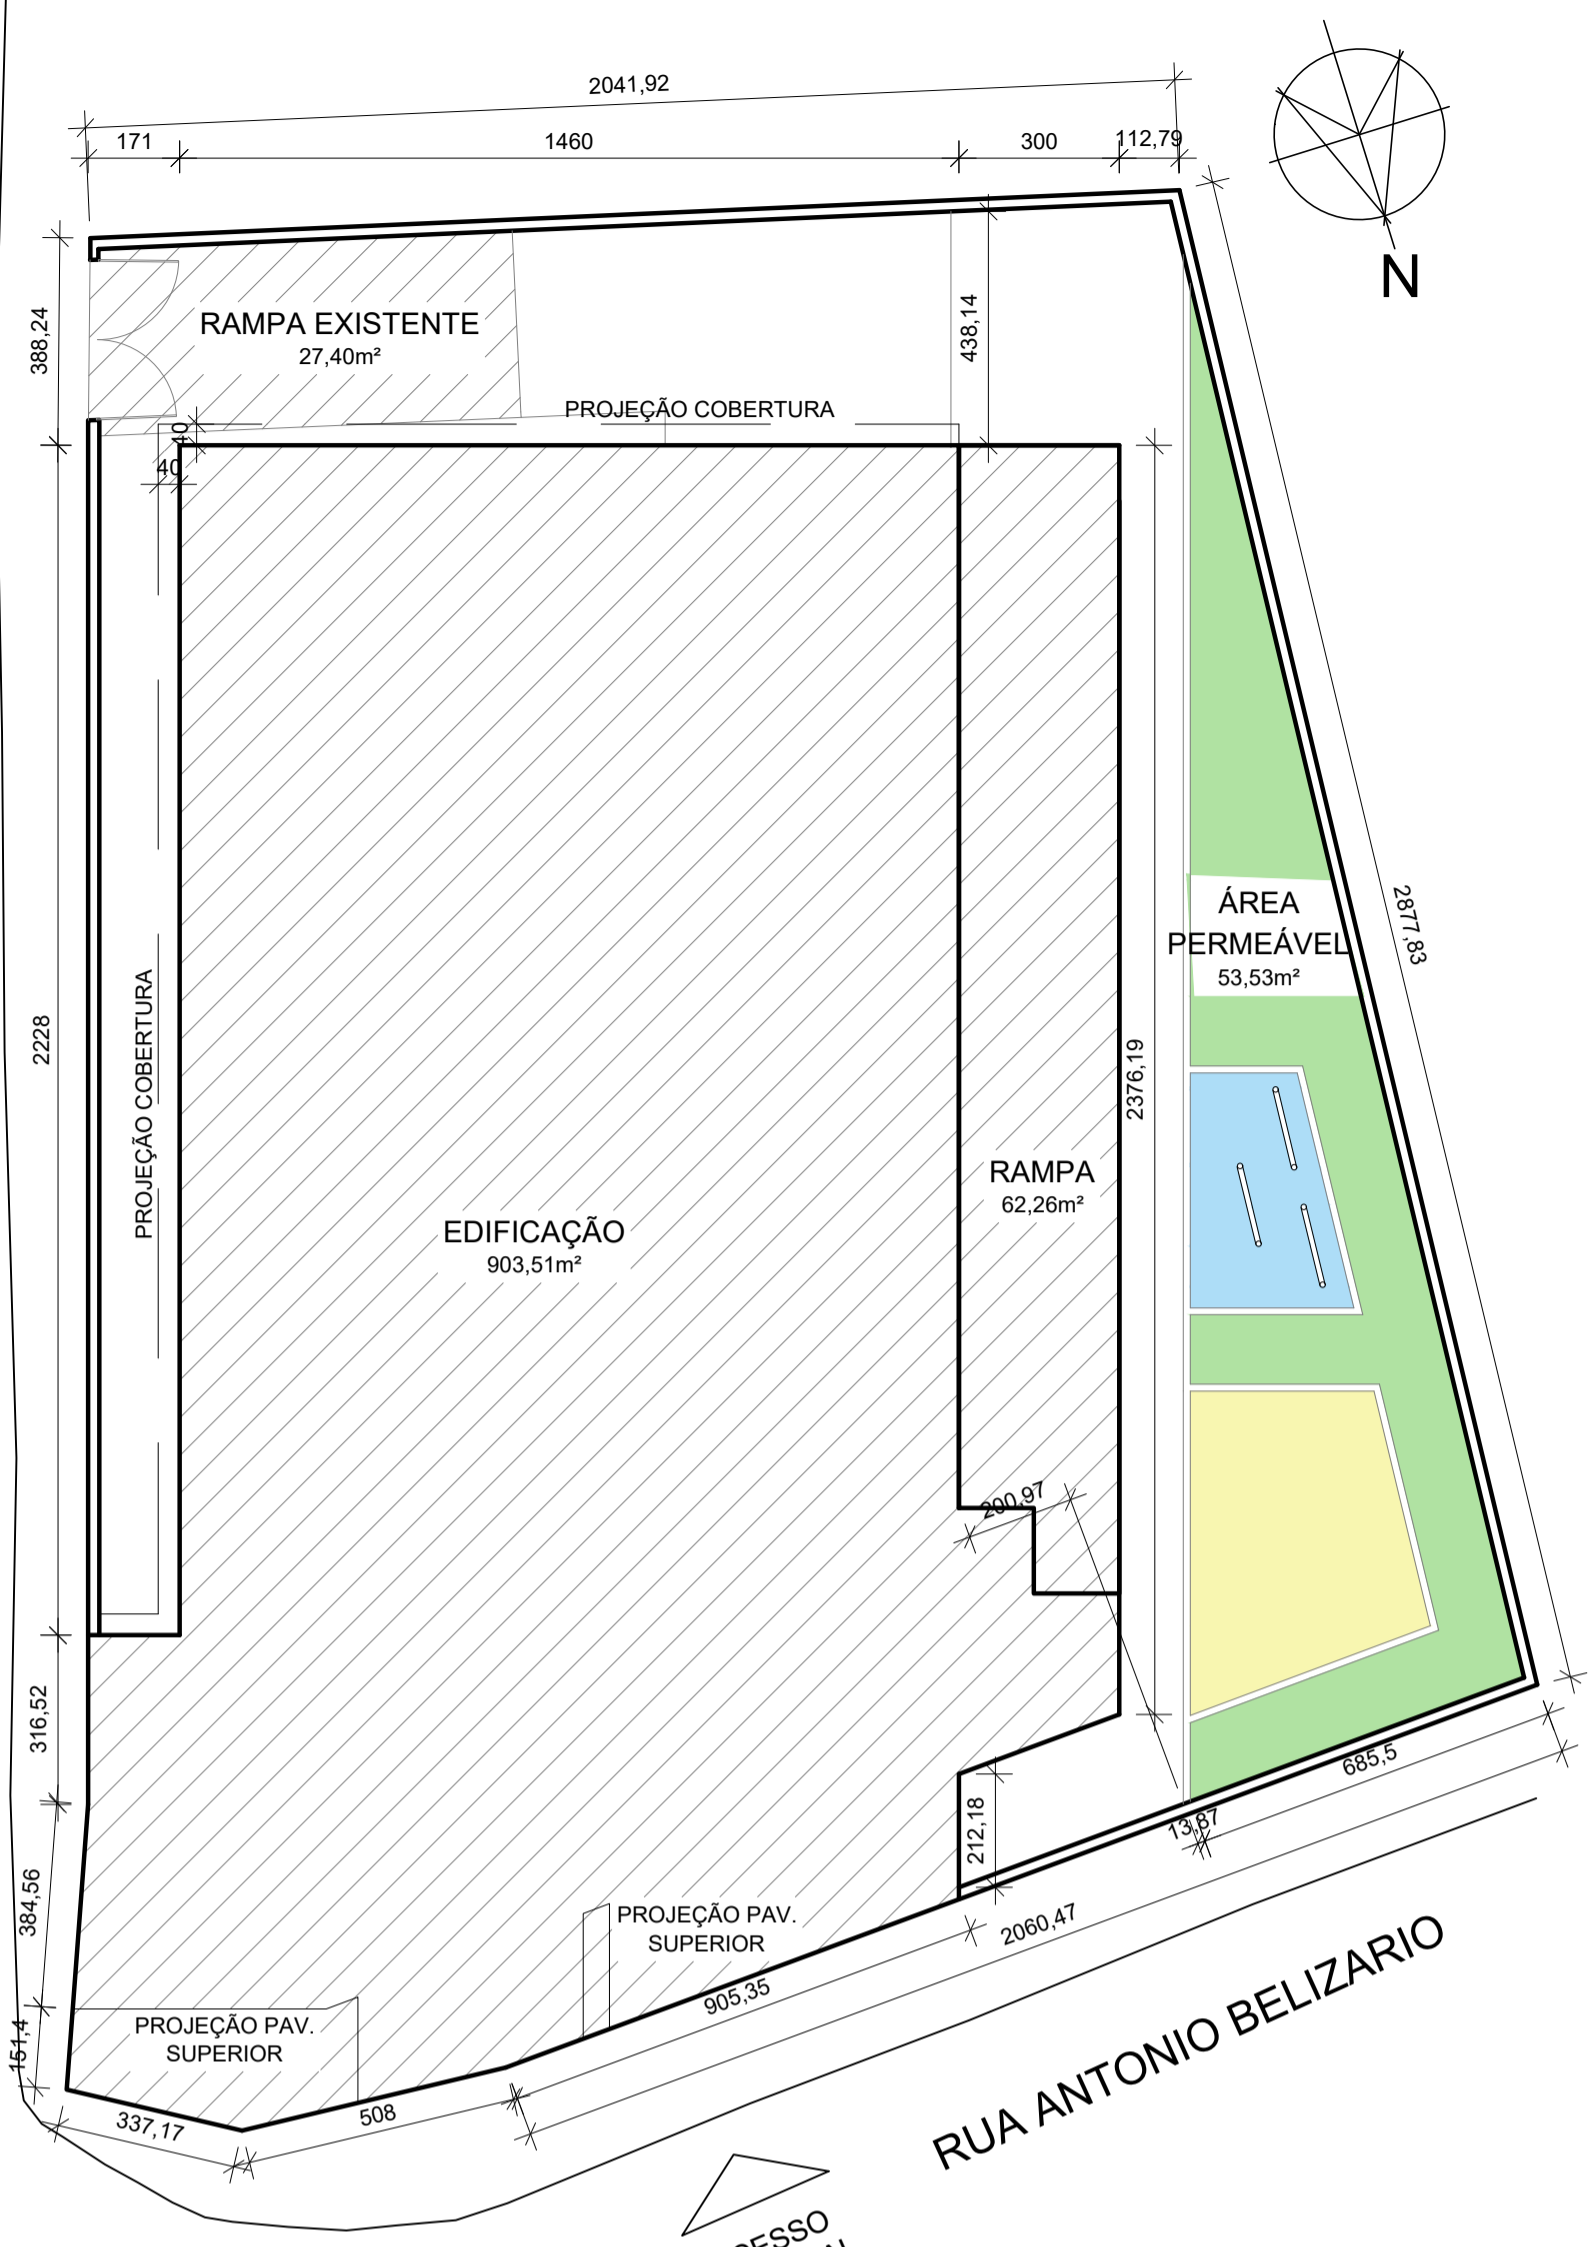 2041,92
171
1460
300
112,79
N
388,24
438,14
RAMPA EXISTENTE
27,40m²
PROJEÇÃO COBERTURA
40
40
ÁREA
PERMEÁVEL
53,53m²
2877,83
2228
PROJEÇÃO COBERTURA
2376,19
RAMPA
62,26m²
EDIFICAÇÃO
903,51m²
200,97
316,52
685,5
13,87
212,18
384,56
PROJEÇÃO PAV.
SUPERIOR
2060,47
905,35
PROJEÇÃO PAV.
SUPERIOR
151,4
337,17
508
RUA ANTONIO BELIZARIO